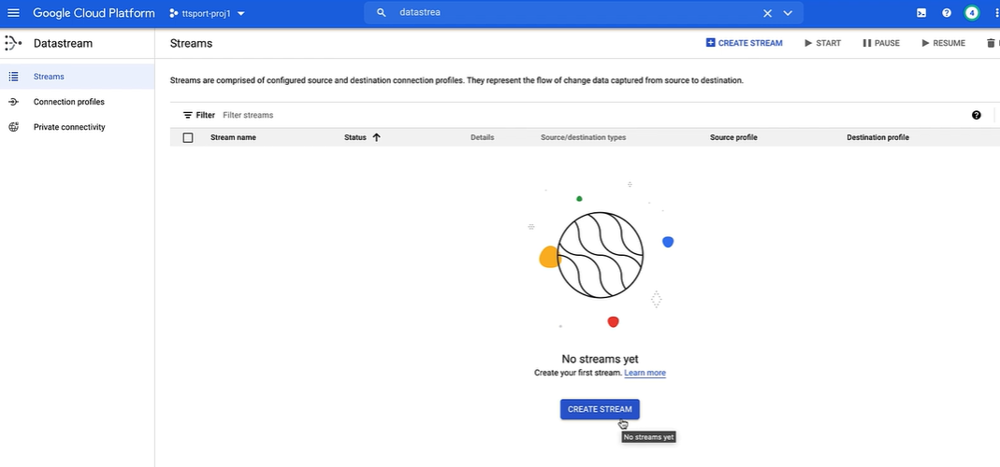 Google Cloud Platform ttsport-proj1 datastrea 4
Datastream Streams CREATE STREAM START PAUSE RESUME
Streams
Connection profiles
Private connectivity
Streams are comprised of configured source and destination connection profiles. They represent the flow of change data captured from source to destination.
Filter Filter streams
Stream name Status Details Source/destination types Source profile Destination profile
No streams yet
Create your first stream. Learn more
CREATE STREAM
No streams yet